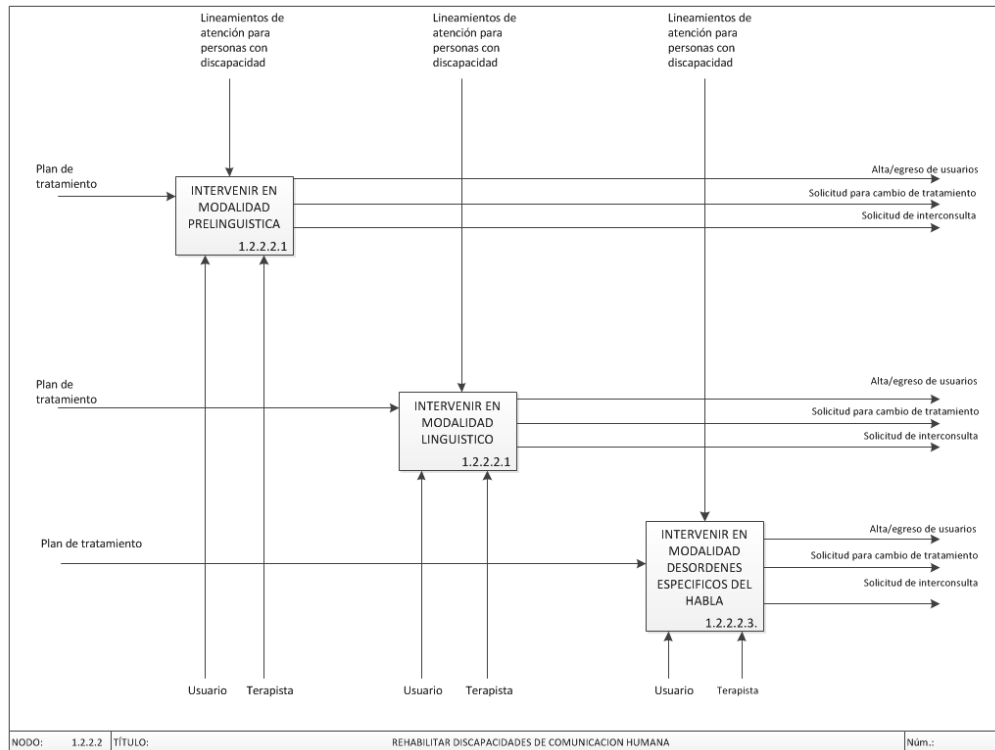 Lineamientos de
atención para
personas con
discapacidad
Lineamientos de
atención para
personas con
discapacidad
Lineamientos de
atención para
personas con
discapacidad
Plan de
tratamiento
INTERVENIR EN
MODALIDAD
PRELINGUISTICA
1.2.2.2.1
Alta/egreso de usuarios
Solicitud para cambio de tratamiento
Solicitud de interconsulta
Plan de
tratamiento
INTERVENIR EN
MODALIDAD
LINGUISTICO
1.2.2.2.1
Alta/egreso de usuarios
Solicitud para cambio de tratamiento
Solicitud de interconsulta
Plan de tratamiento
INTERVENIR EN
MODALIDAD
DESORDENES
ESPECIFICOS DEL
HABLA
1.2.2.2.3.
Alta/egreso de usuarios
Solicitud para cambio de tratamiento
Solicitud de interconsulta
Usuario Terapista Usuario Terapista Usuario Terapista
NODO: 1.2.2.2 TÍTULO: REHABILITAR DISCAPACIDADES DE COMUNICACION HUMANA Núm.: